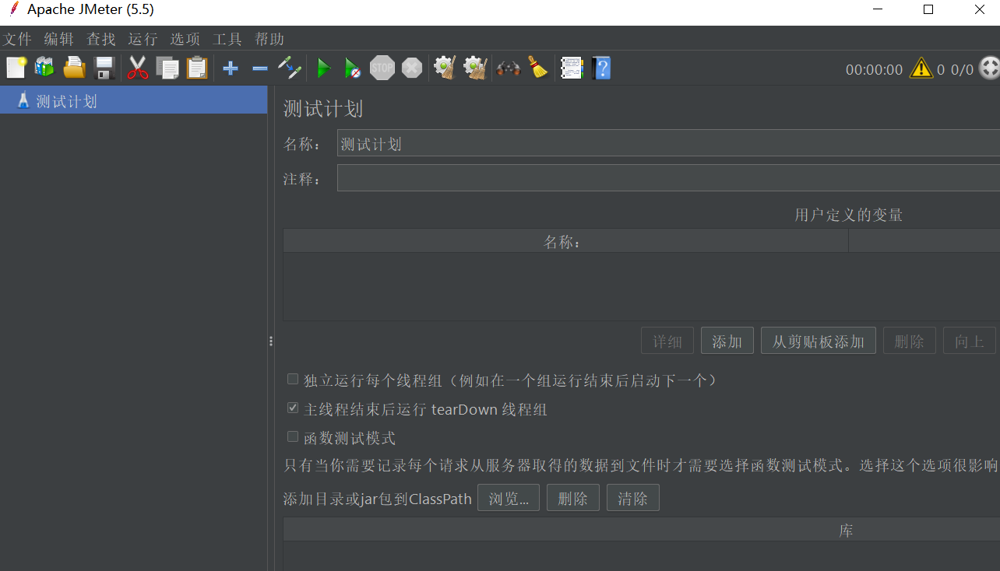 Apache JMeter (5.5)
文件 编辑 查找 运行 选项 工具 帮助
STOP
00:00:00 0 0/0
测试计划
测试计划
名称： 测试计划
注释：
用户定义的变量
名称：
详细 添加 从剪贴板添加 删除 向上
独立运行每个线程组（例如在一个组运行结束后启动下一个）
主线程结束后运行 tearDown 线程组
函数测试模式
只有当你需要记录每个请求从服务器取得的数据到文件时才需要选择函数测试模式。选择这个选项很影响
添加目录或jar包到ClassPath 浏览... 删除 清除
库